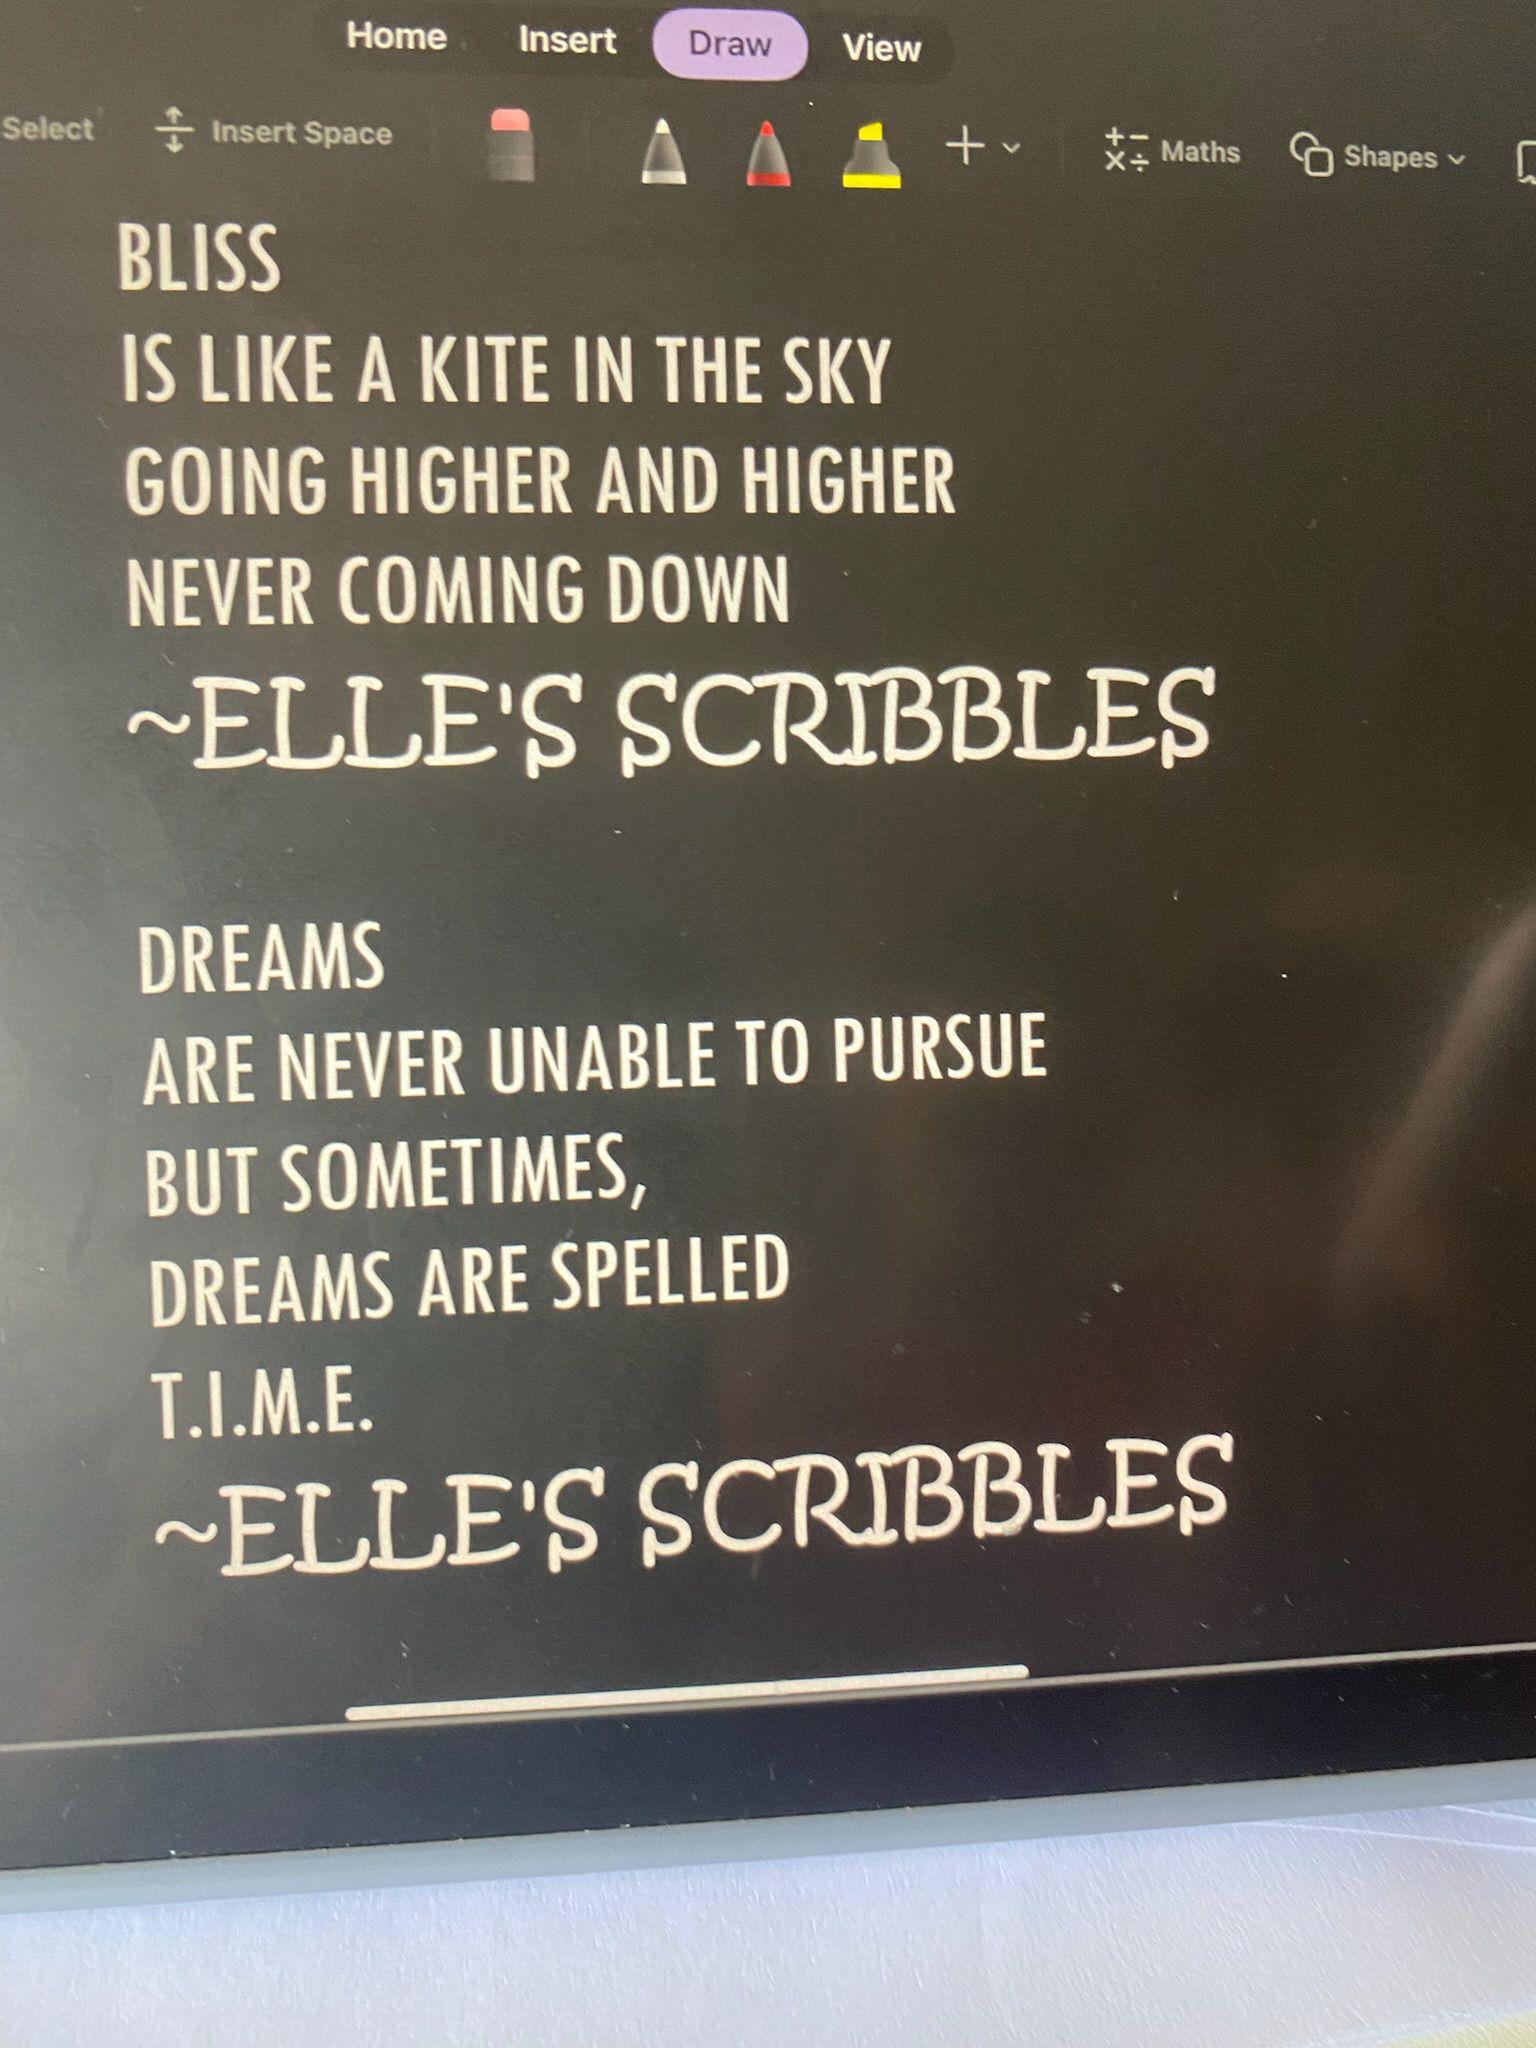 Home Insert Draw View
Select Insert Space Maths Shapes
BLISS
IS LIKE A KITE IN THE SKY
GOING HIGHER AND HIGHER
NEVER COMING DOWN
~ELLE'S SCRIBBLES
DREAMS
ARE NEVER UNABLE TO PURSUE
BUT SOMETIMES,
DREAMS ARE SPELLED
T.I.M.E.
~ELLE'S SCRIBBLES